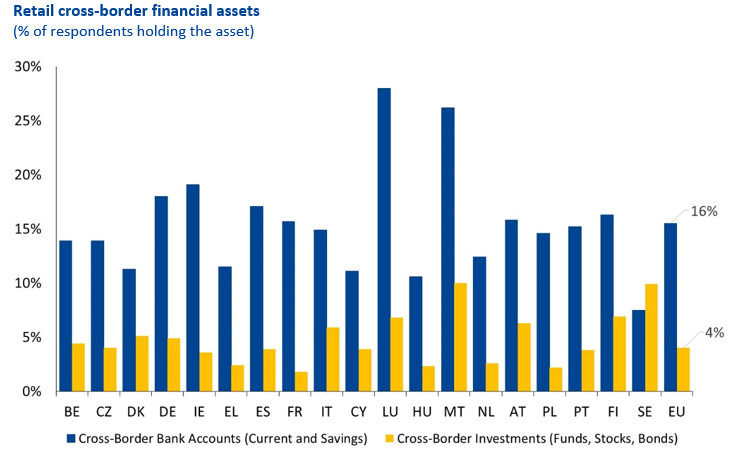 Retail cross-border financial assets
(% of respondents holding the asset)
30%
25%
20%
15%
10%
5%
0%
16%
4%
BE CZ DK DE IE EL ES FR IT CY LU HU MT NL AT PL PT FI SE EU
Cross-Border Bank Accounts (Current and Savings) Cross-Border Investments (Funds, Stocks, Bonds)